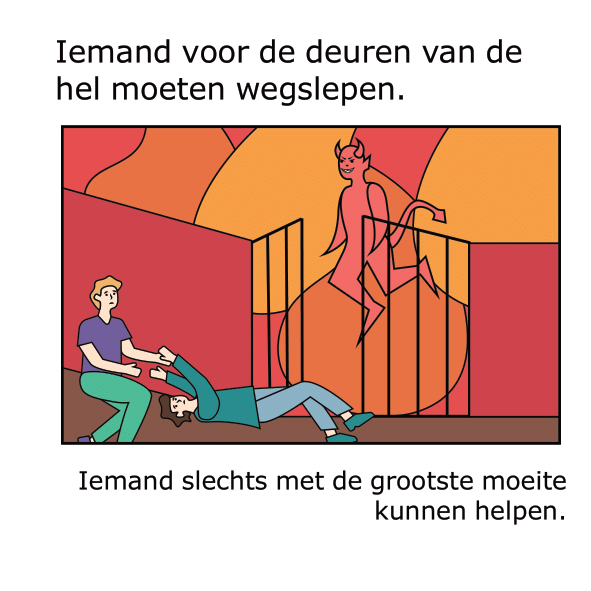 Iemand voor de deuren van de
hel moeten wegslepen.
Iemand slechts met de grootste moeite
kunnen helpen.